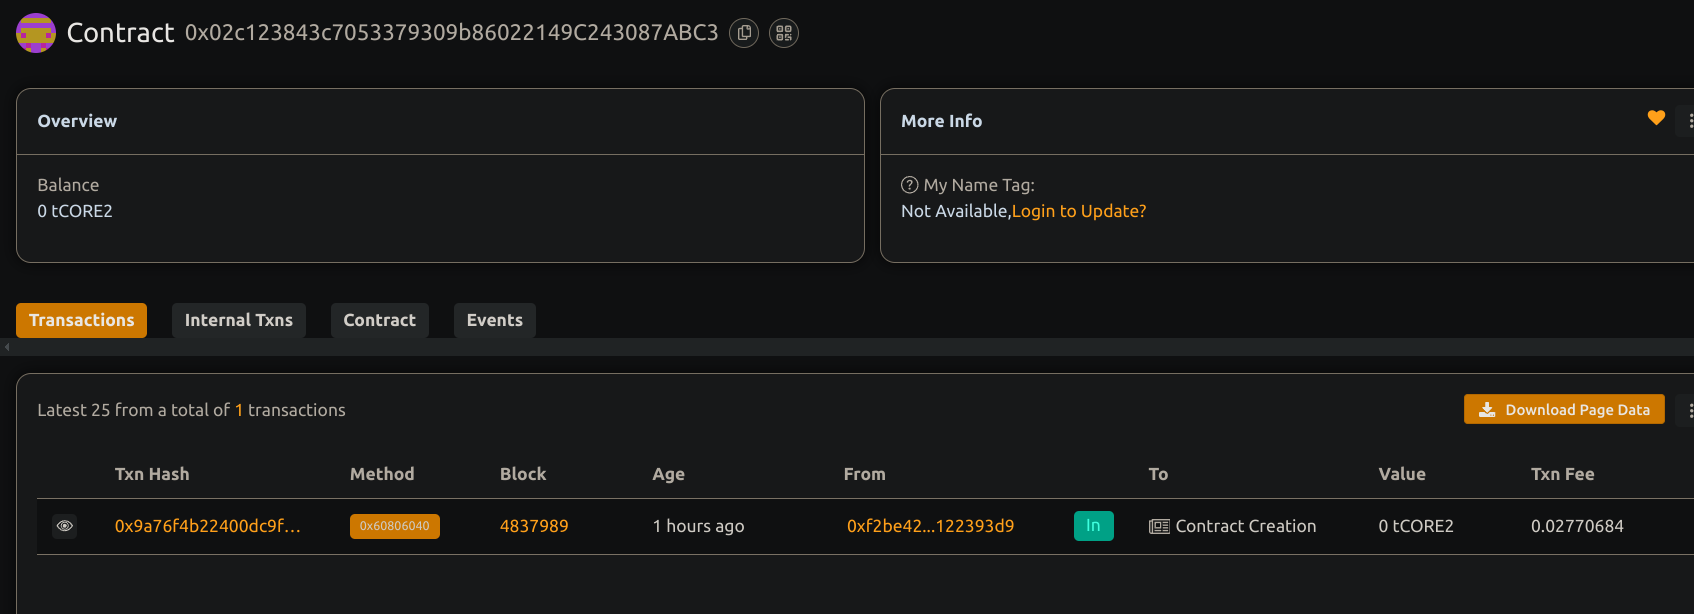 Contract 0x02c123843c7053379309b86022149C243087ABC3
Overview
Balance
0 tCORE2
More Info
My Name Tag:
Not Available,Login to Update?
Transactions Internal Txns Contract Events
Latest 25 from a total of 1 transactions
Download Page Data
Txn Hash Method Block Age From To Value Txn Fee
0x9a76f4b22400dc9f... 0x60806040 4837989 1 hours ago 0xf2be42...122393d9 In Contract Creation 0 tCORE2 0.02770684